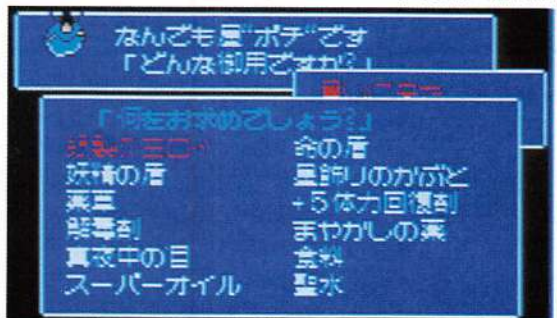 なんでも屋"ポチ"です
「どんな御用ですか?」
「何をお求めでしょう?」
命の盾
妖精の盾 星飾りのかぶと
薬草 +5体力回復剤
解毒剤 まやかしの薬
真夜中の目 食料
スーパーオイル 聖水